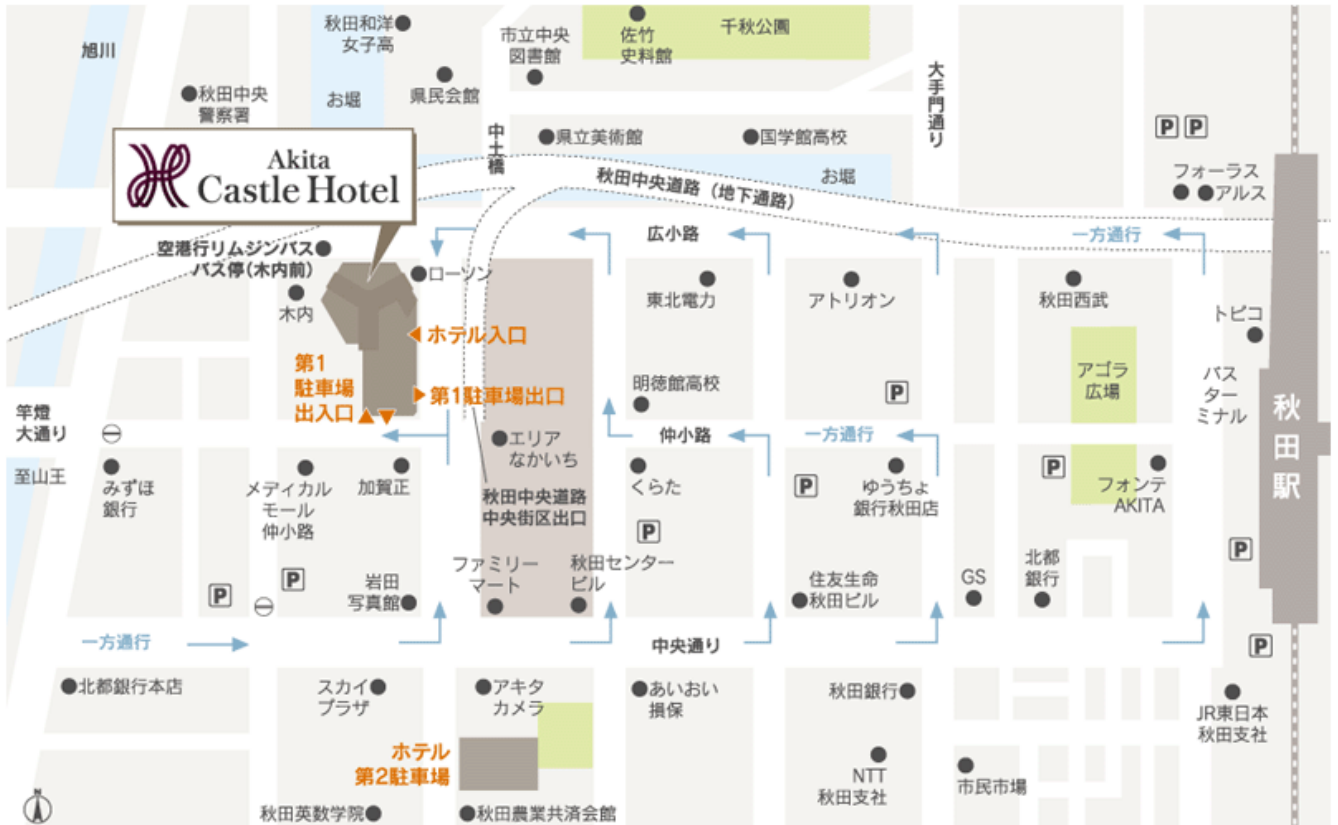 秋田和洋
女子高
旭川
市立中央
図書館
佐竹
史料館
千秋公園
秋田中央
警察署
お堀
県民会館
大手門通り
中土橋
県立美術館
国学館高校
P P
Akita
Castle Hotel
秋田中央道路（地下通路）
お堀
フォーラス
アルス
空港行リムジンバス
バス停(木内前)
ローソン
広小路
一方通行
木内
東北電力
アトリオン
秋田西武
トピコ
ホテル入口
第1
駐車場
出入口
第1駐車場出口
明徳館高校
P
アゴラ
広場
バス
ター
ミナル
秋田駅
竿燈
大通り
エリア
なかいち
仲小路
一方通行
至山王
みずほ
銀行
メディカル
モール
仲小路
加賀正
秋田中央道路
中央街区出口
くらた
P
P
ゆうちょ
銀行秋田店
P
フォンテ
AKITA
P
P
P
岩田
写真館
ファミリー
マート
秋田センター
ビル
住友生命
秋田ビル
GS
北都
銀行
一方通行
中央通り
P
北都銀行本店
スカイ
プラザ
アキタ
カメラ
あいおい
損保
秋田銀行
JR東日本
秋田支社
ホテル
第2駐車場
NTT
秋田支社
市民市場
N
秋田英数学院
秋田農業共済会館